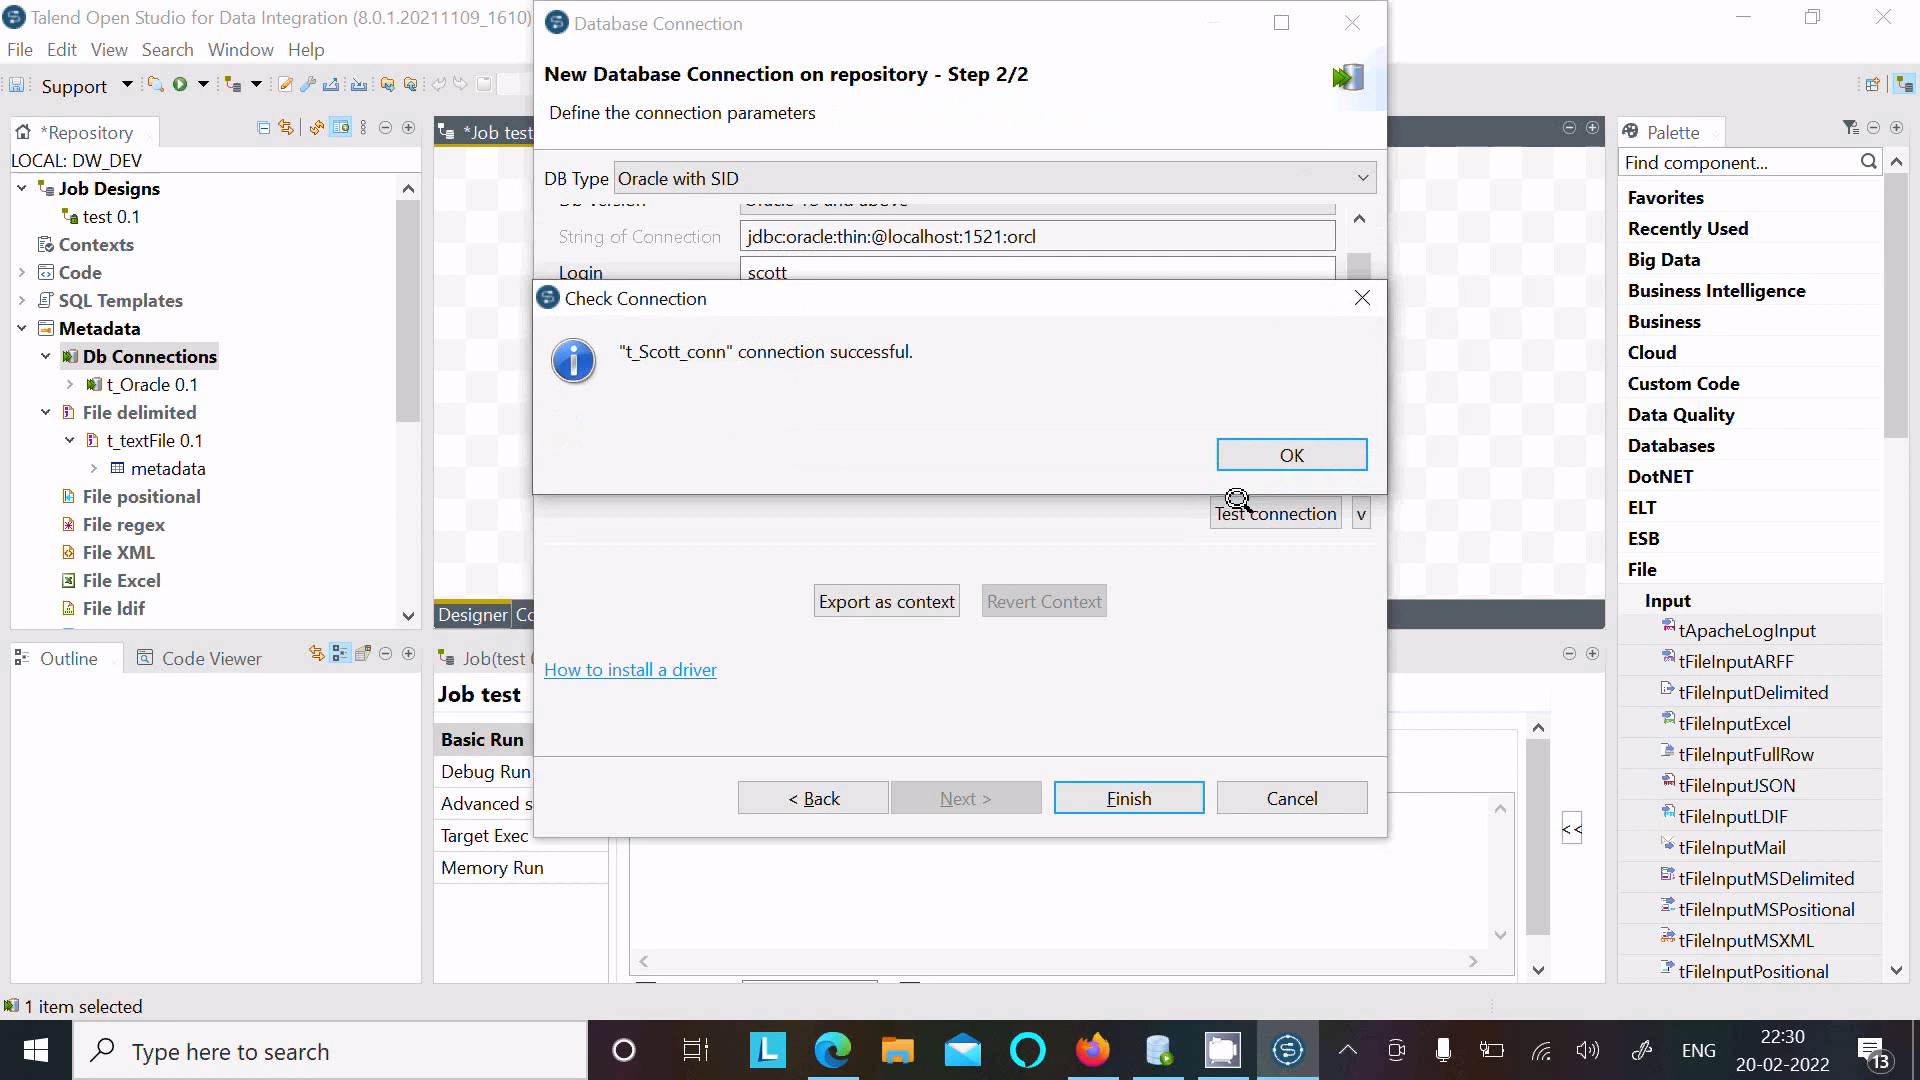 Talend Open Studio for Data Integration (8.0.1.20211109_1610)
File Edit View Search Window Help
Support
*Repository
LOCAL: DW_DEV
Job Designs
test 0.1
Contexts
Code
SQL Templates
Metadata
Db Connections
t_Oracle 0.1
File delimited
t_textFile 0.1
metadata
File positional
File regex
File XML
File Excel
File ldif
Outline
Code Viewer
*Job test
Designer
Job(test
Job test
Basic Run
Debug Run
Advanced s
Target Exec
Memory Run
<<
Database Connection
New Database Connection on repository - Step 2/2
Define the connection parameters
DB Type Oracle with SID
String of Connection jdbc:oracle:thin:@localhost:1521:orcl
Login scott
Check Connection
"t_Scott_conn" connection successful.
OK
Test connection v
Export as context Revert Context
How to install a driver
< Back Next > Finish Cancel
Palette
Find component...
Favorites
Recently Used
Big Data
Business Intelligence
Business
Cloud
Custom Code
Data Quality
Databases
DotNET
ELT
ESB
File
Input
tApacheLogInput
tFileInputARFF
tFileInputDelimited
tFileInputExcel
tFileInputFullRow
tFileInputJSON
tFileInputLDIF
tFileInputMail
tFileInputMSDelimited
tFileInputMSPositional
tFileInputMSXML
tFileInputPositional
1 item selected
Type here to search
L
ENG
22:30
20-02-2022
13